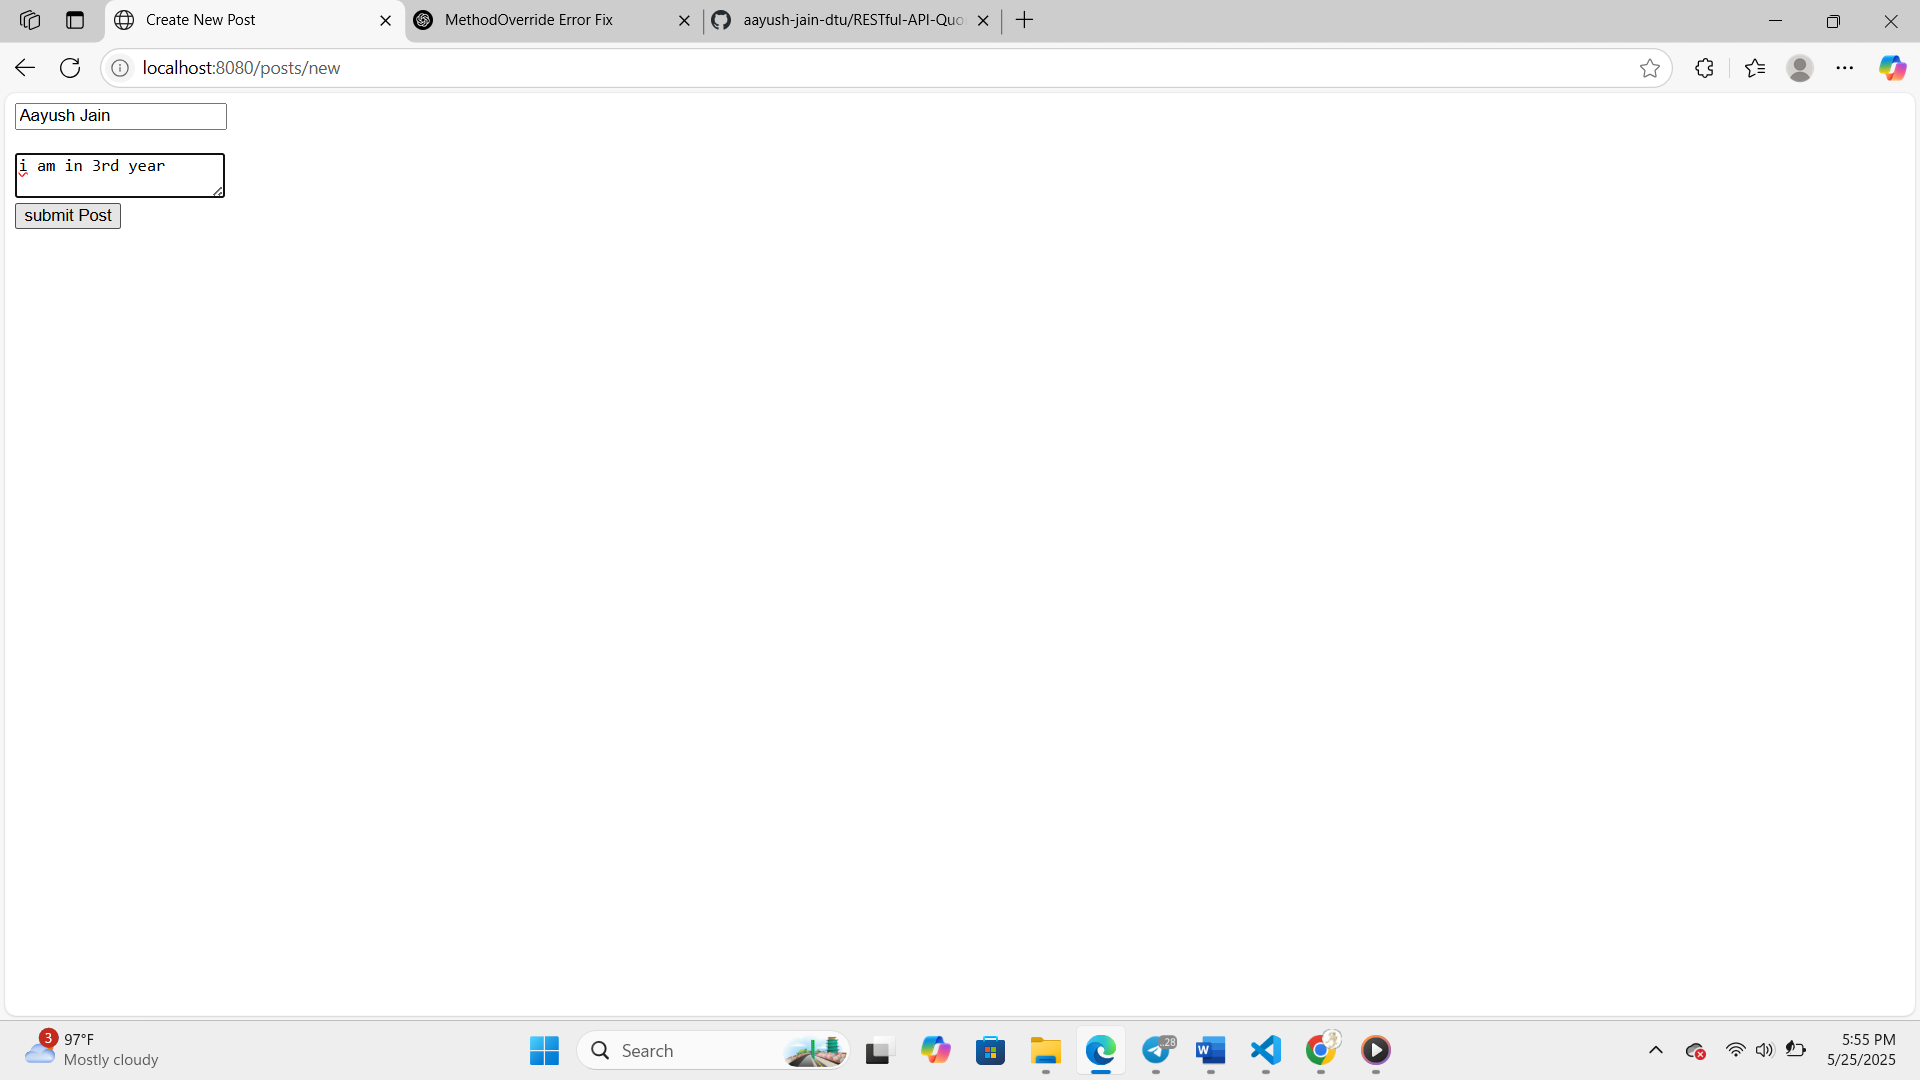 Create New Post
MethodOverride Error Fix
aayush-jain-dtu/RESTful-API-Quo
localhost:8080/posts/new
Aayush Jain
i am in 3rd year
submit Post
3
97°F
Mostly cloudy
Search
.28
W
5:55 PM
5/25/2025